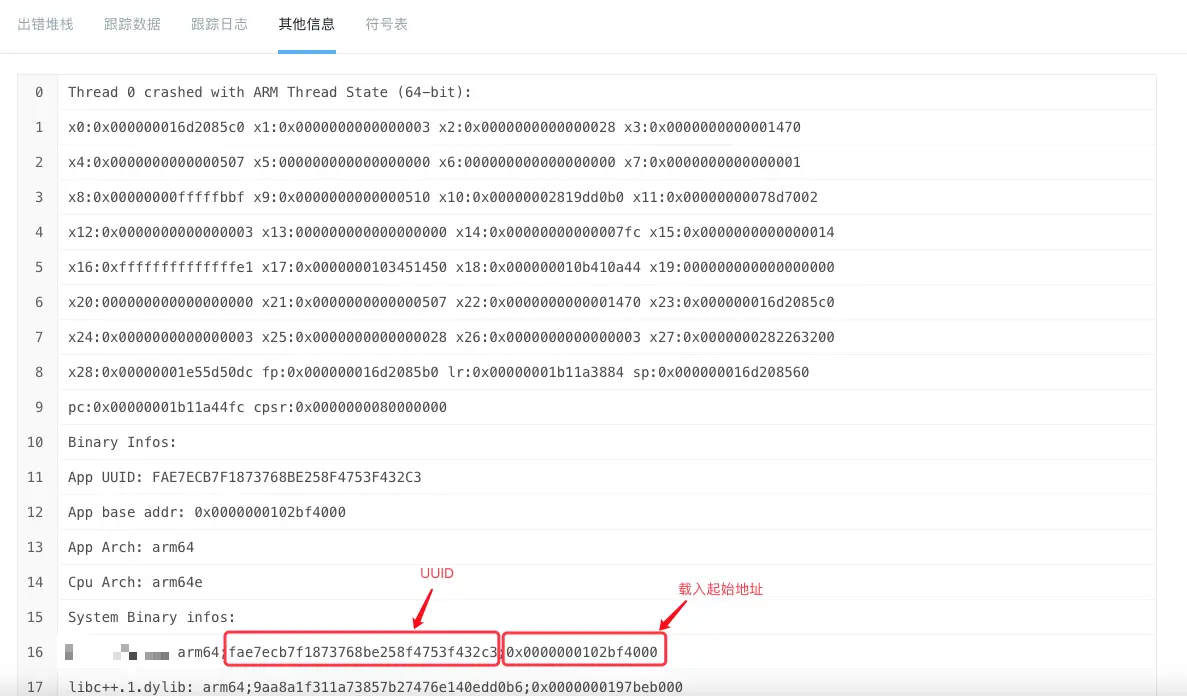 出错堆栈 跟踪数据 跟踪日志 其他信息 符号表
0 Thread 0 crashed with ARM Thread State (64-bit):
1 x0:0x000000016d2085c0 x1:0x0000000000000003 x2:0x0000000000000028 x3:0x0000000000001470
2 x4:0x0000000000000507 x5:000000000000000000 x6:000000000000000000 x7:0x0000000000000001
3 x8:0x00000000fffffbbf x9:0x0000000000000510 x10:0x00000002819dd0b0 x11:0x00000000078d7002
4 x12:0x0000000000000003 x13:000000000000000000 x14:0x00000000000007fc x15:0x0000000000000014
5 x16:0xffffffffffffffe1 x17:0x0000000103451450 x18:0x000000010b410a44 x19:000000000000000000
6 x20:000000000000000000 x21:0x0000000000000507 x22:0x0000000000001470 x23:0x000000016d2085c0
7 x24:0x0000000000000003 x25:0x0000000000000028 x26:0x0000000000000003 x27:0x0000000282263200
8 x28:0x00000001e55d50dc fp:0x000000016d2085b0 lr:0x00000001b11a3884 sp:0x000000016d208560
9 pc:0x00000001b11a44fc cpsr:0x0000000080000000
10 Binary Infos:
11 App UUID: FAE7ECB7F1873768BE258F4753F432C3
12 App base addr: 0x0000000102bf4000
13 App Arch: arm64
14 Cpu Arch: arm64e
UUID
载入起始地址
15 System Binary infos:
16 arm64;fae7ecb7f1873768be258f4753f432c3;0x0000000102bf4000
17 libc++.1.dylib: arm64;9aa8a1f311a73857b27476e140edd0b6;0x0000000197beb000